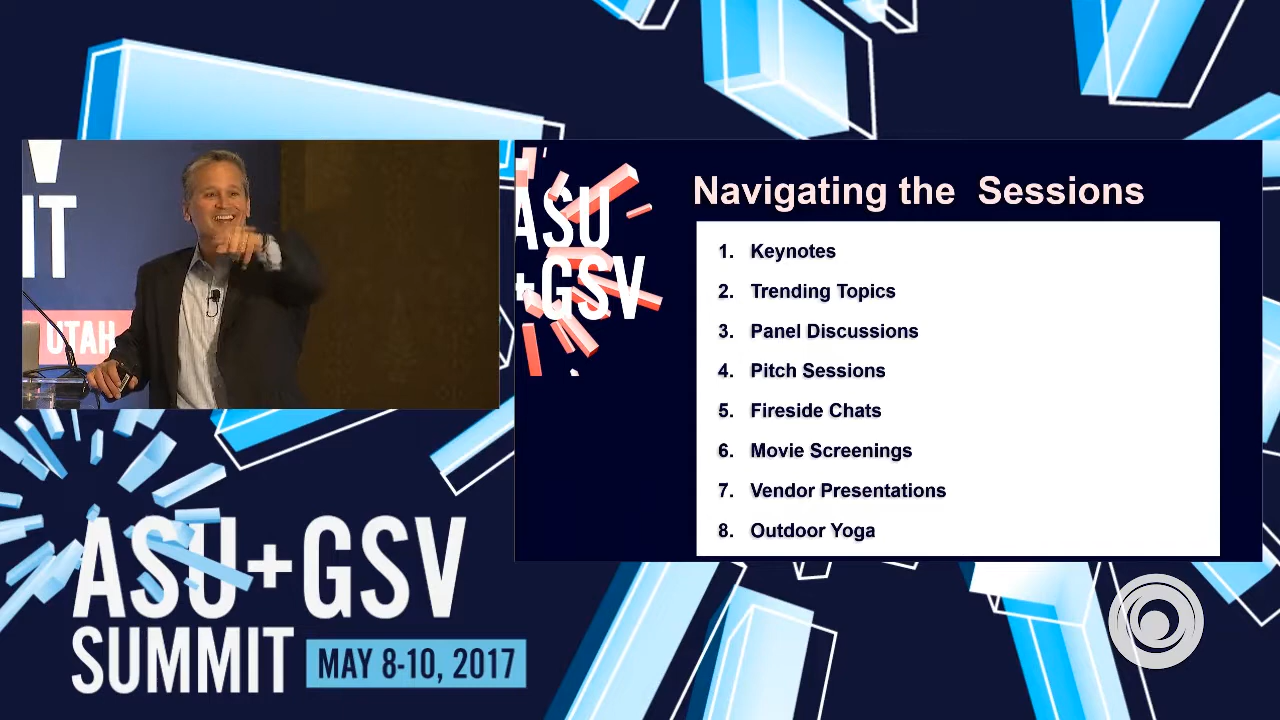 IT
UTAH
ASU
+GSV
Navigating the Sessions
1. Keynotes
2. Trending Topics
3. Panel Discussions
4. Pitch Sessions
5. Fireside Chats
6. Movie Screenings
7. Vendor Presentations
8. Outdoor Yoga
ASU+GSV
SUMMIT
MAY 8-10, 2017